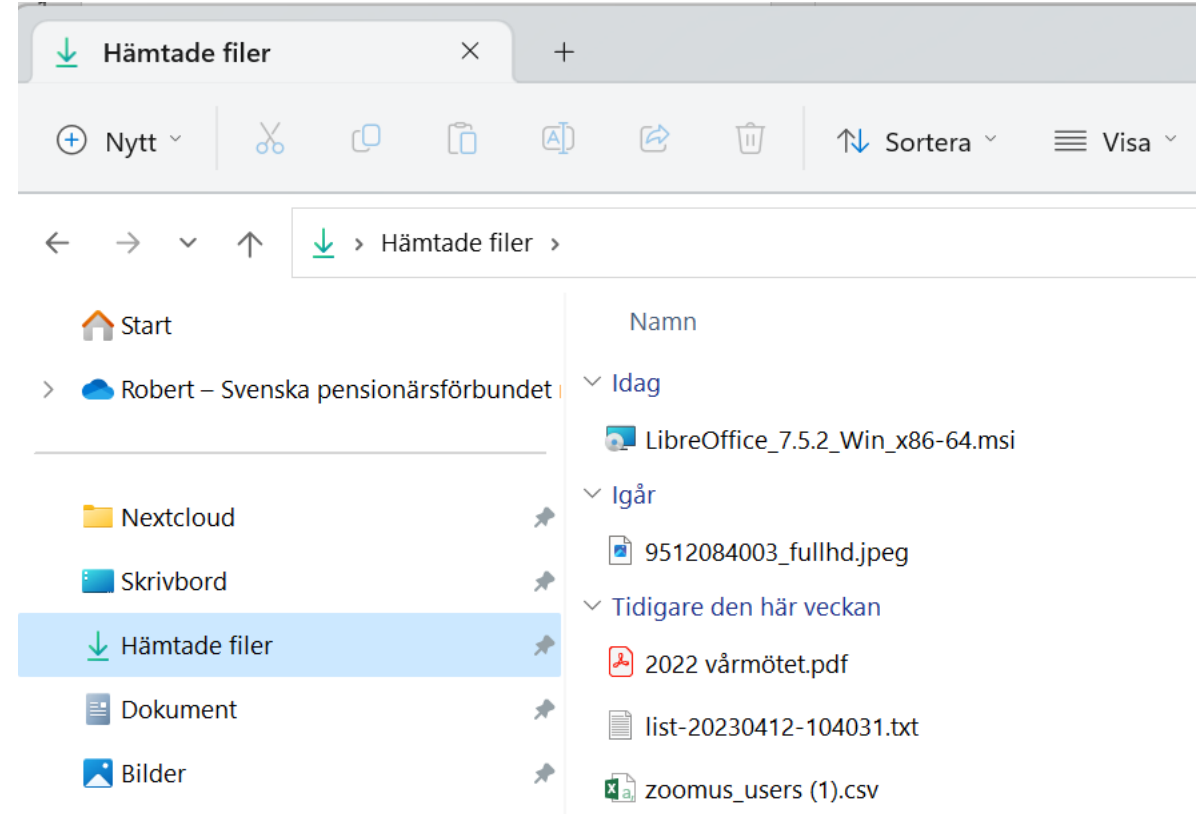 Hämtade filer
Nytt
Sortera
Visa
Hämtade filer
Start
Robert – Svenska pensionärsförbundet
Nextcloud
Skrivbord
Hämtade filer
Dokument
Bilder
Namn
Idag
LibreOffice_7.5.2_Win_x86-64.msi
Igår
9512084003_fullhd.jpeg
Tidigare den här veckan
2022 vårmötet.pdf
list-20230412-104031.txt
zoomus_users (1).csv